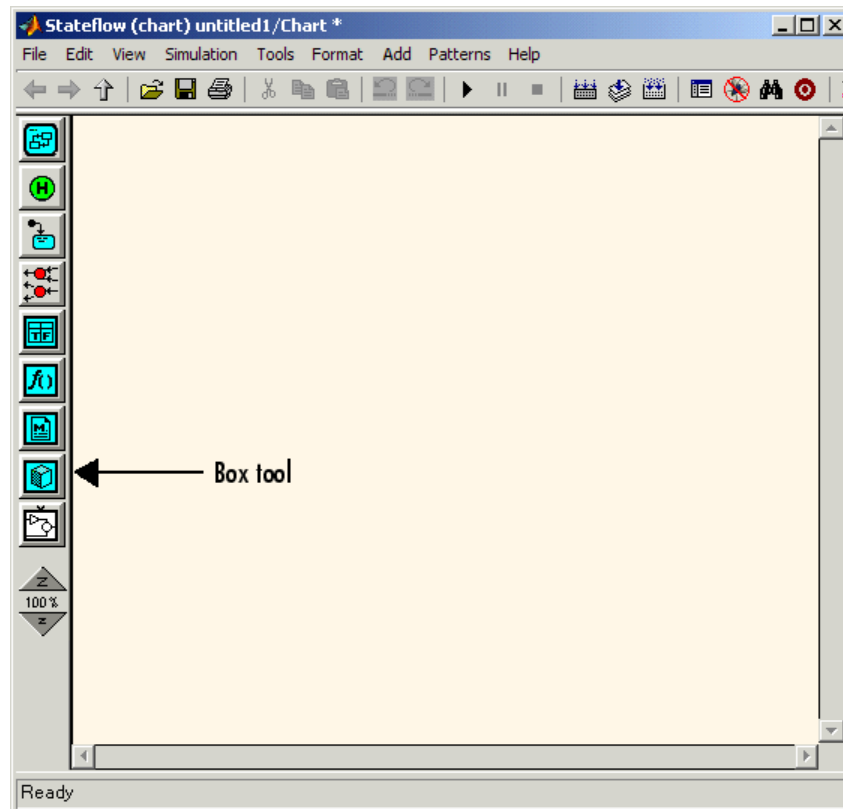 Stateflow (chart) untitled1/Chart *
File Edit View Simulation Tools Format Add Patterns Help
H
T F
f()
M
Box tool
Z
100%
z
Ready